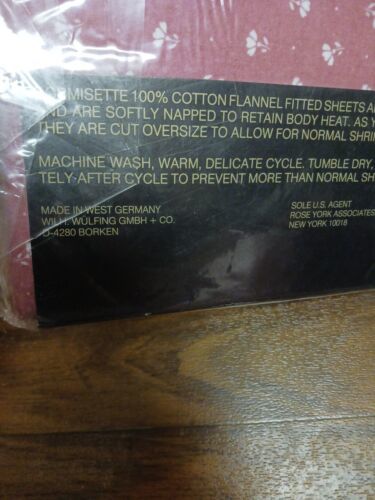 MISETTE 100% COTTON FLANNEL FITTED SHEETS A
ND ARE SOFTLY NAPPED TO RETAIN BODY HEAT. AS Y
THEY ARE CUT OVERSIZE TO ALLOW FOR NORMAL SHRI
MACHINE WASH, WARM, DELICATE CYCLE. TUMBLE DRY,
TELY AFTER CYCLE TO PREVENT MORE THAN NORMAL SH
MADE IN WEST GERMANY
WILH. WÜLFING GMBH + CO.
D-4280 BORKEN
SOLE U.S. AGENT
ROSE YORK ASSOCIATES
NEW YORK 10018